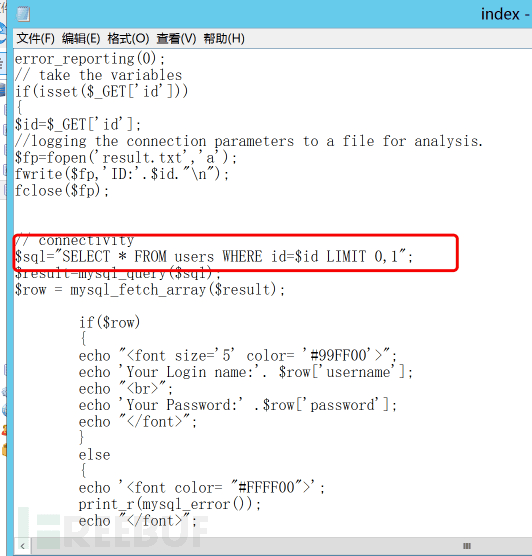 index -
文件(F) 编辑(E) 格式(O) 查看(V) 帮助(H)
error_reporting(0);
// take the variables
if(isset($_GET['id']))
{
$id=$_GET['id'];
//logging the connection parameters to a file for analysis.
$fp=fopen('result.txt','a');
fwrite($fp,'ID:'.$id."\n");
fclose($fp);
// connectivity
$sql="SELECT * FROM users WHERE id=$id LIMIT 0,1";
$result=mysql_query($sql);
$row = mysql_fetch_array($result);
if($row)
{
echo "<font size='5' color= '#99FF00'>";
echo 'Your Login name:'. $row['username'];
echo "<br>";
echo 'Your Password:' .$row['password'];
echo "</font>";
}
else
{
echo '<font color= "#FFFF00">';
print_r(mysql_error());
echo "</font>";
FREEBUF